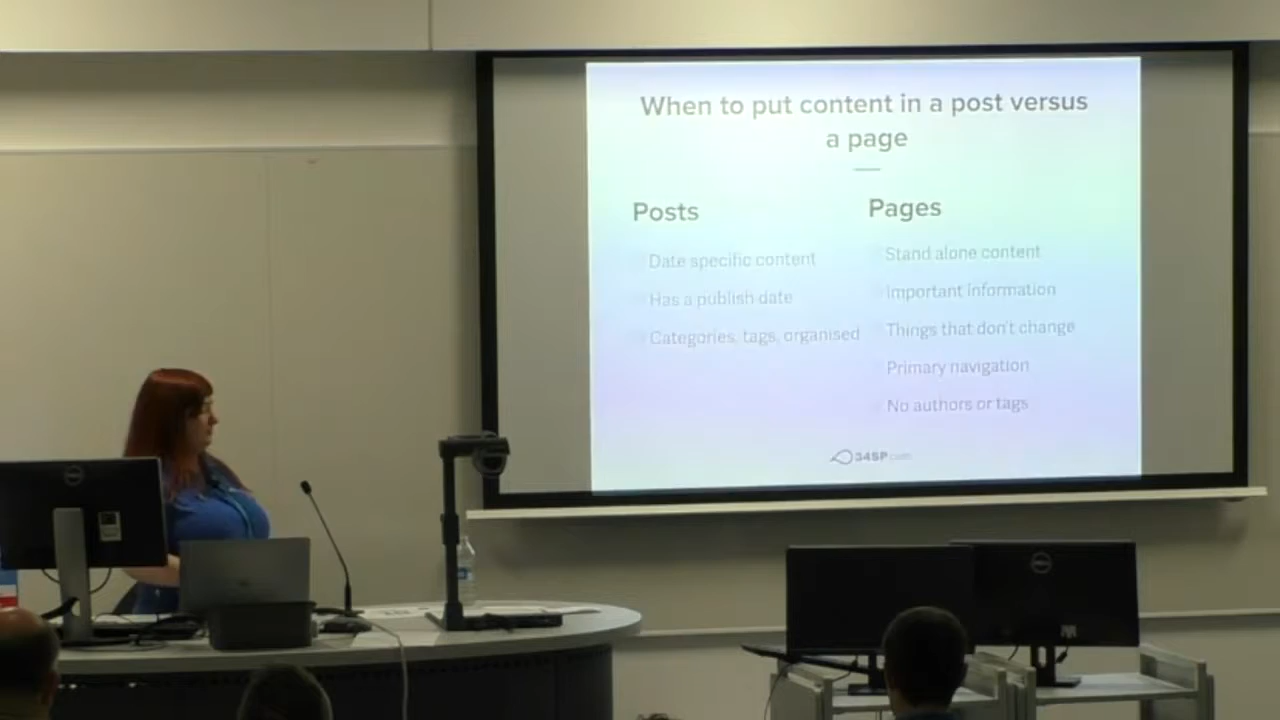 When to put content in a post versus
a page
Posts
Date specific content
Has a publish date
Categories, tags, organised
Pages
Stand alone content
Important information
Things that don't change
Primary navigation
No authors or tags
34SP.com
DELL